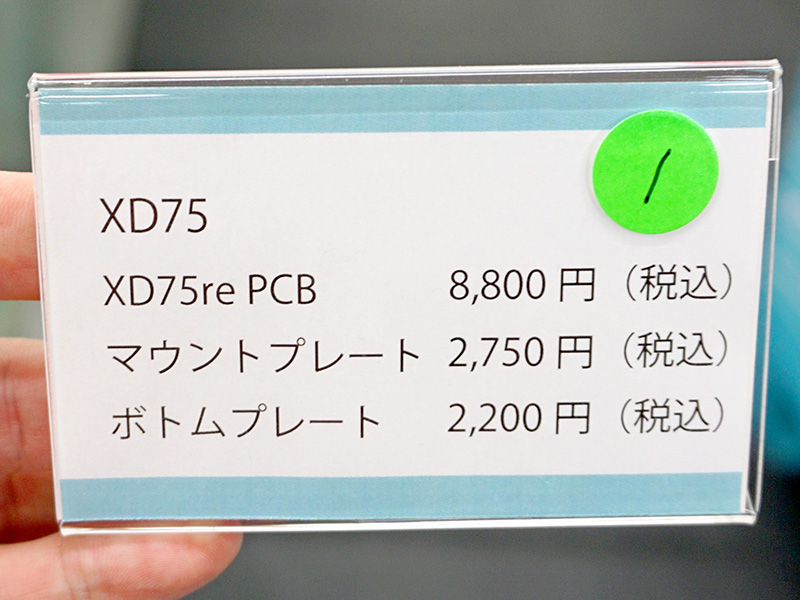 /
XD75
XD75re PCB 8,800 円（税込）
マウントプレート 2,750 円（税込）
ボトムプレート 2,200 円（税込）